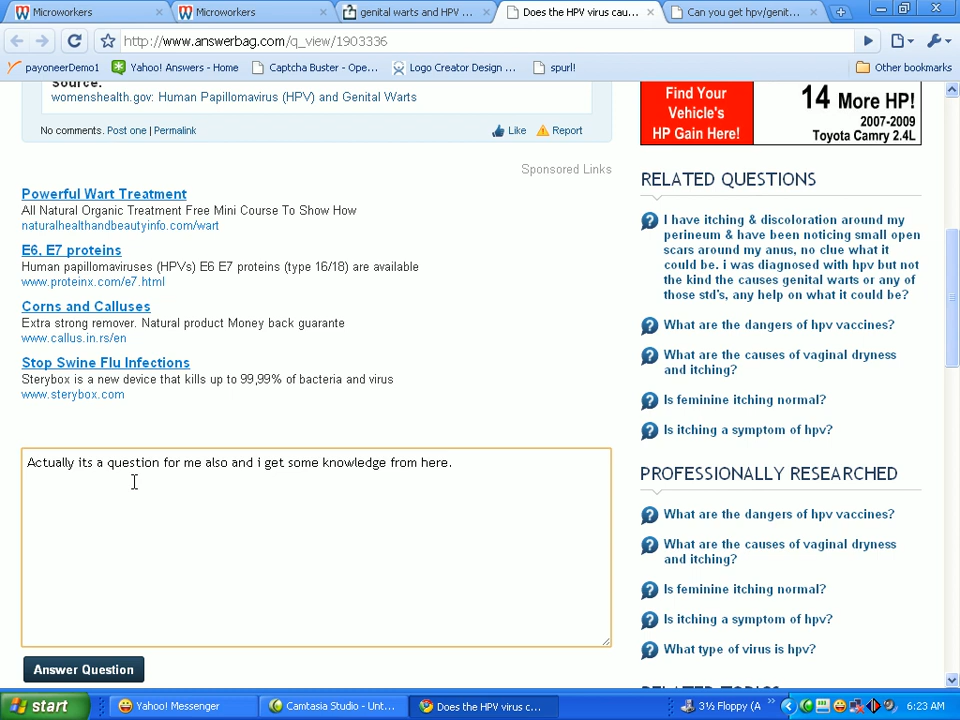 Microworkers
Microworkers
genital warts and HPV ...
Does the HPV virus cau...
Can you get hpv/genit...
http://www.answerbag.com/q_view/1903336
payoneerDemo1
Yahoo! Answers - Home
Captcha Buster - Ope...
Logo Creator Design ...
spurl!
Other bookmarks
Source:
womenshealth.gov: Human Papillomavirus (HPV) and Genital Warts
No comments. Post one | Permalink
Like
Report
Sponsored Links
Powerful Wart Treatment
All Natural Organic Treatment Free Mini Course To Show How
naturalhealthandbeautyinfo.com/wart
E6, E7 proteins
Human papillomaviruses (HPVs) E6 E7 proteins (type 16/18) are available
www.proteinx.com/e7.html
Corns and Calluses
Extra strong remover. Natural product Money back guarante
www.callus.in.rs/en
Stop Swine Flu Infections
Sterybox is a new device that kills up to 99,99% of bacteria and virus
www.sterybox.com
Actually its a question for me also and i get some knowledge from here.
Answer Question
Find Your
Vehicle's
HP Gain Here!
14 More HP!
2007-2009
Toyota Camry 2.4L
RELATED QUESTIONS
I have itching & discoloration around my
perineum & have been noticing small open
scars around my anus, no clue what it
could be. i was diagnosed with hpv but not
the kind the causes genital warts or any of
those std's, any help on what it could be?
What are the dangers of hpv vaccines?
What are the causes of vaginal dryness
and itching?
Is feminine itching normal?
Is itching a symptom of hpv?
PROFESSIONALLY RESEARCHED
What are the dangers of hpv vaccines?
What are the causes of vaginal dryness
and itching?
Is feminine itching normal?
Is itching a symptom of hpv?
What type of virus is hpv?
RELATED TOPICS
start
Yahoo! Messenger
Camtasia Studio - Unt...
Does the HPV virus c...
3½ Floppy (A
6:23 AM